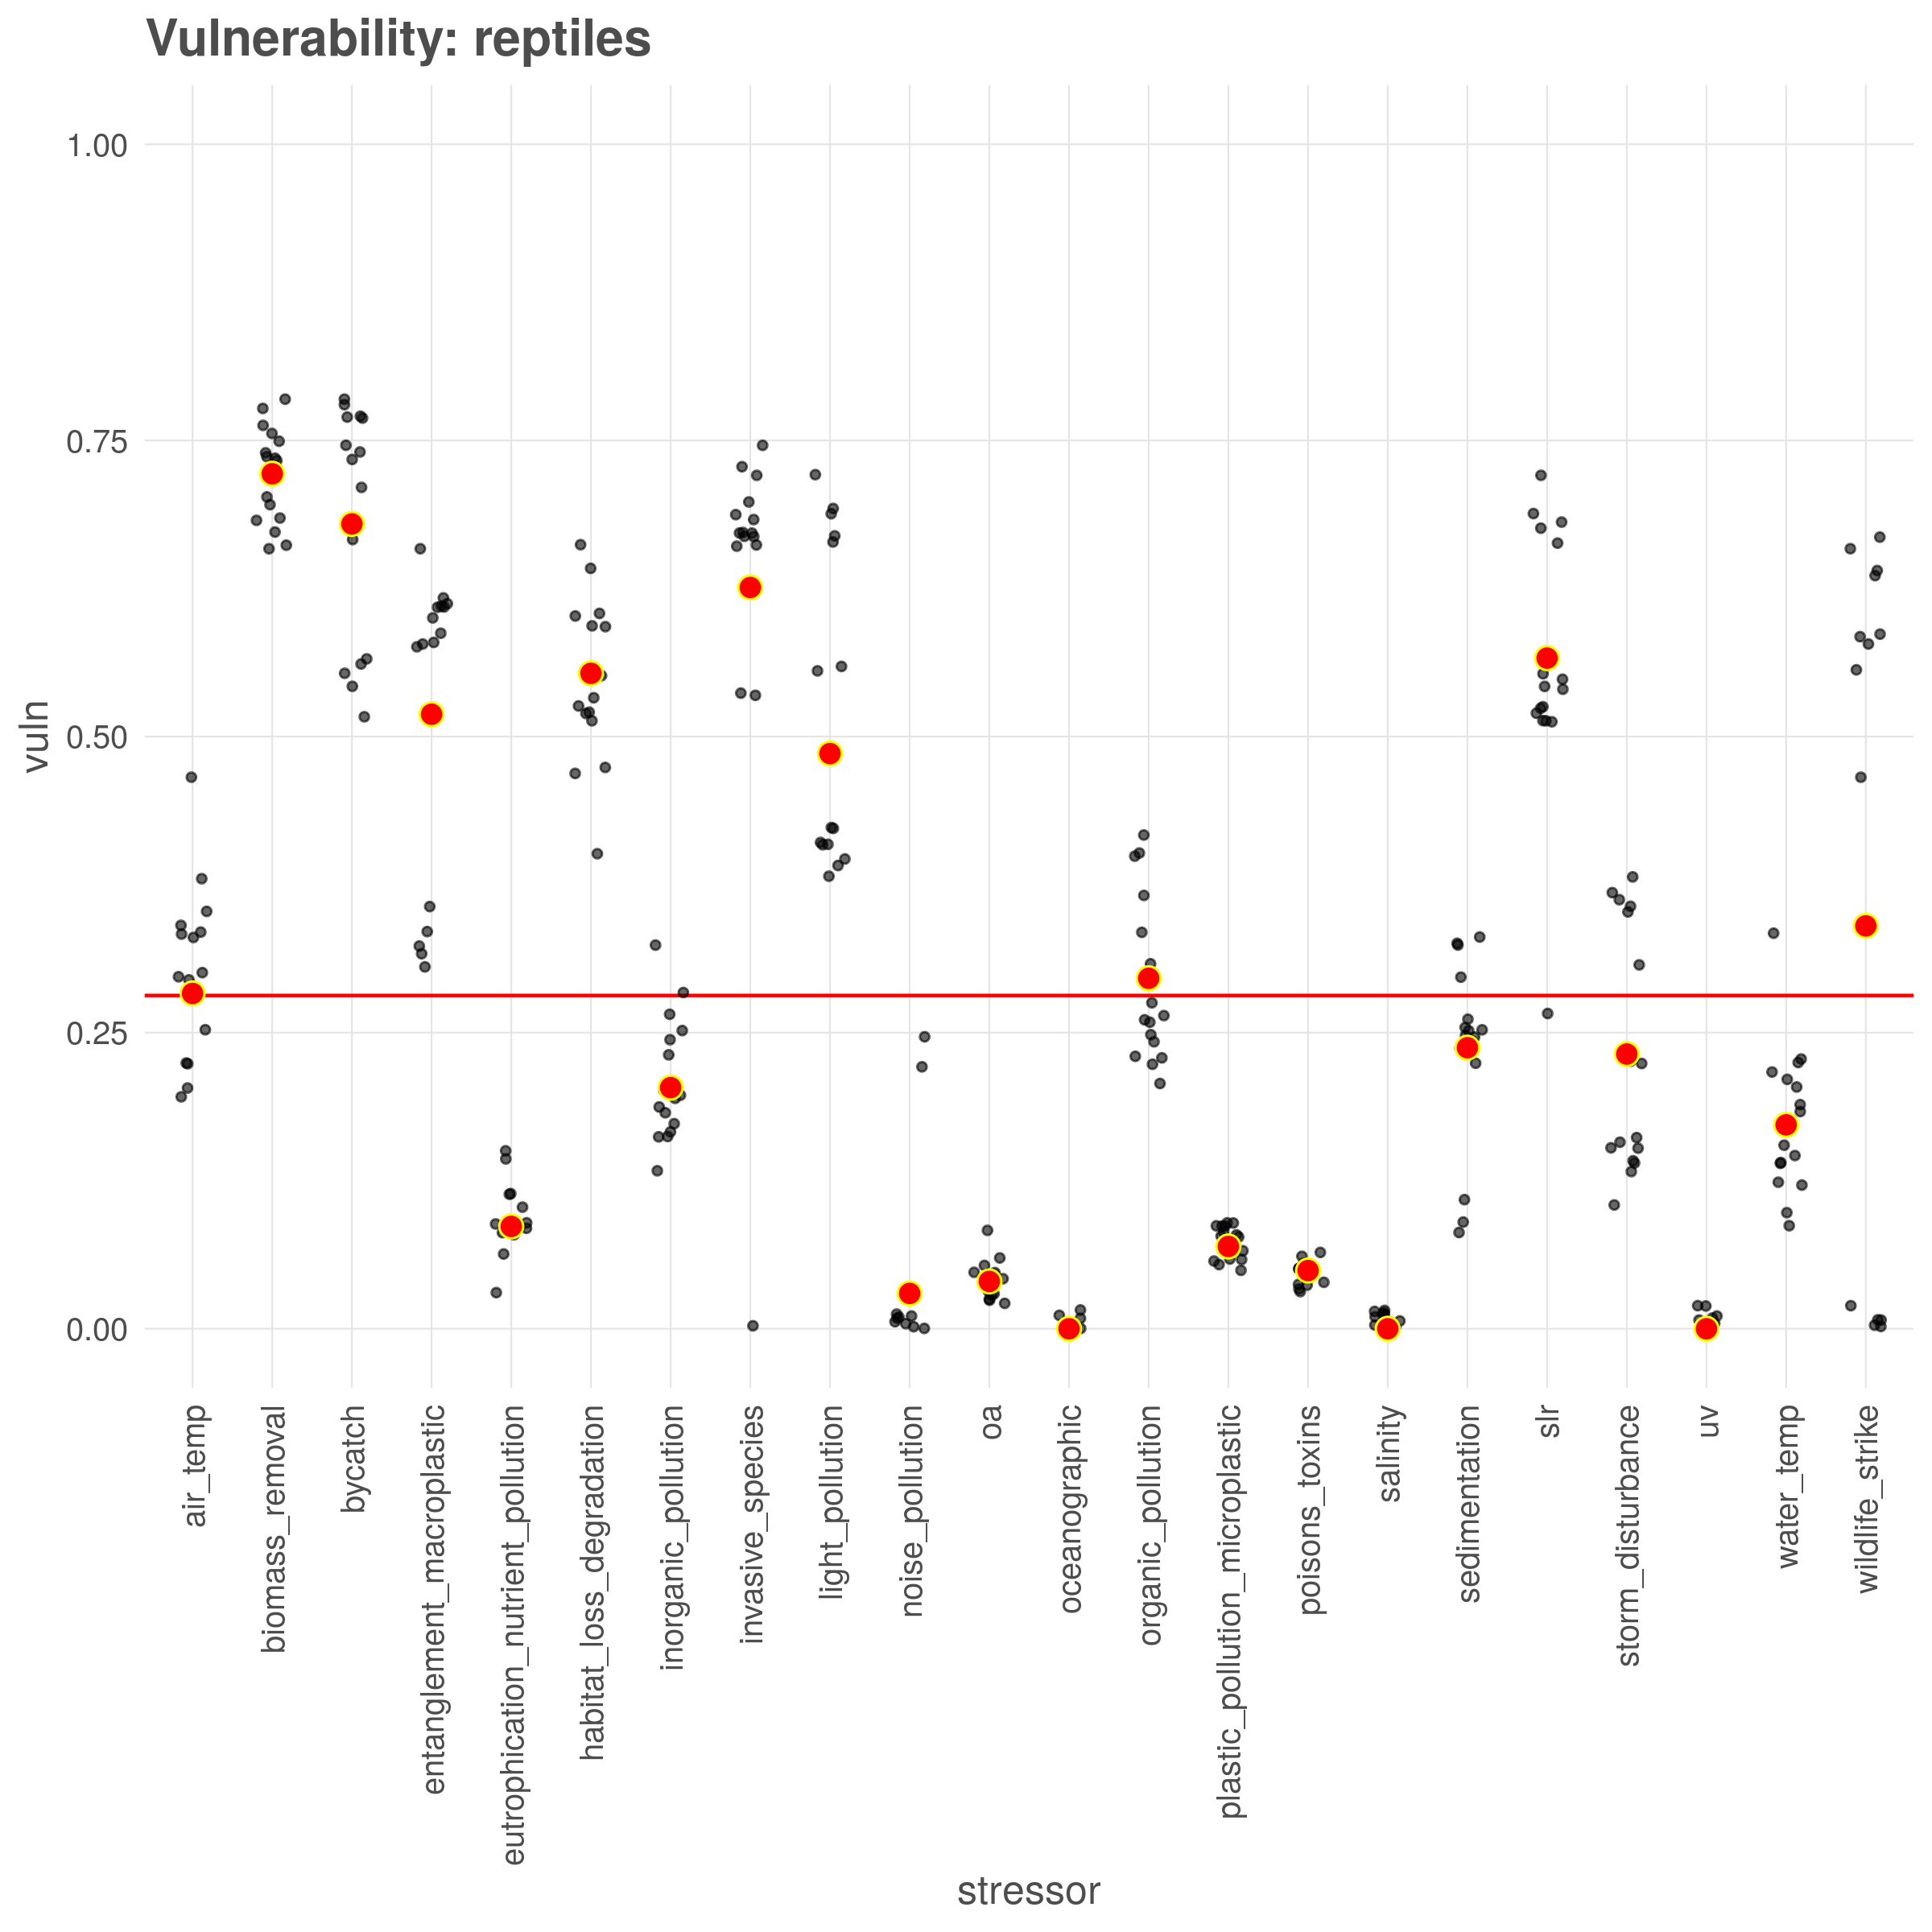 Vulnerability: reptiles
vuln
1.00
0.75
0.50
0.25
0.00
air_temp
biomass_removal
bycatch
entanglement_macroplastic
eutrophication_nutrient_pollution
habitat_loss_degradation
inorganic_pollution
invasive_species
light_pollution
noise_pollution
oa
oceanographic
organic_pollution
plastic_pollution_microplastic
poisons_toxins
salinity
sedimentation
slr
storm_disturbance
uv
water_temp
wildlife_strike
stressor